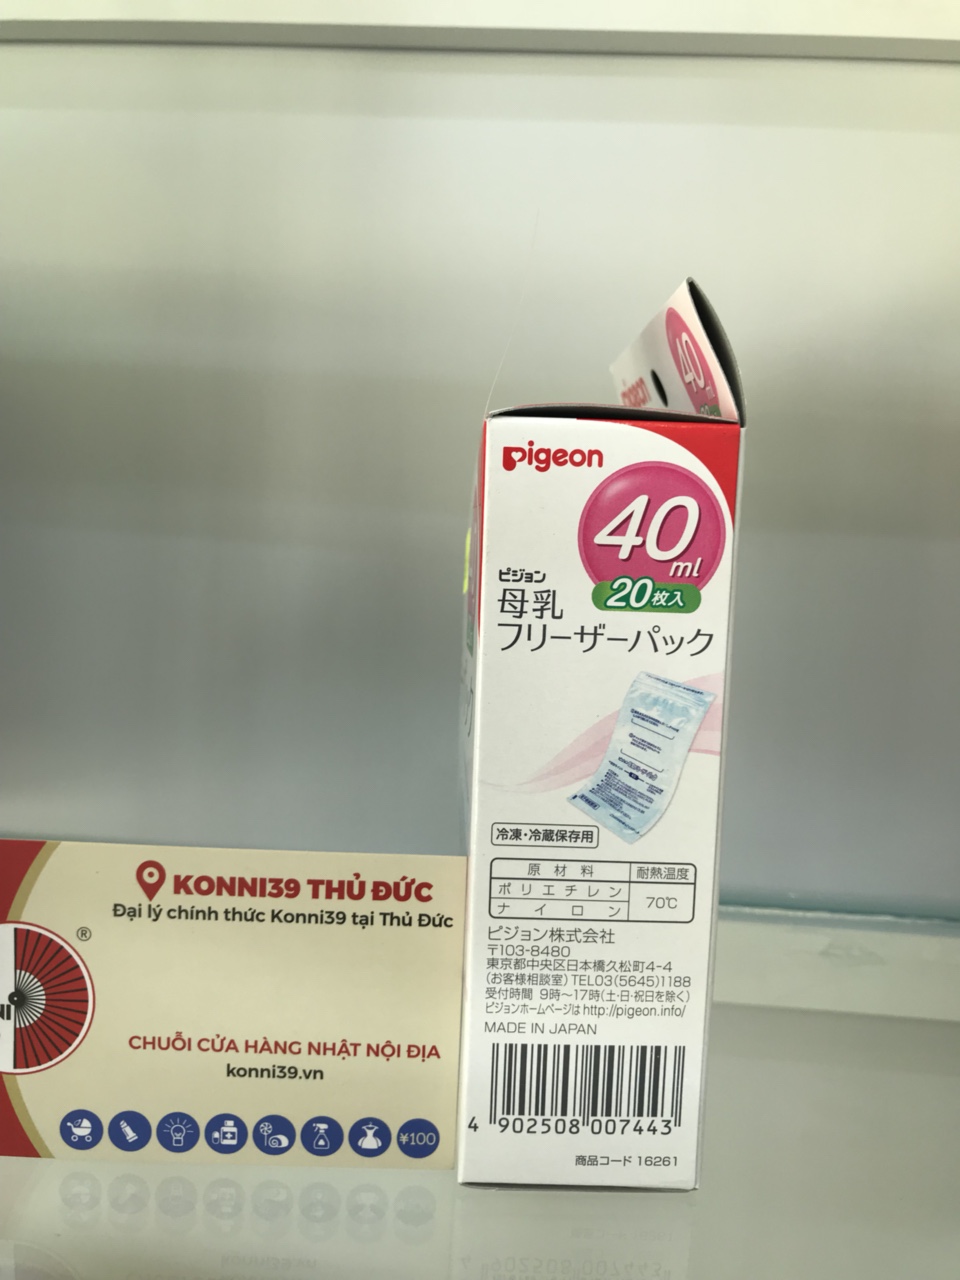 40
ml
pigeon
pigeon
40
ml
20枚入
ピジョン
母乳
フリーザーパック
冷凍・冷蔵保存用
原材料 耐熱温度
ポリエチレン
ナイロン
70℃
ピジョン株式会社
〒103-8480
東京都中央区日本橋久松町4-4
(お客様相談室)TEL03(5645)1188
受付時間 9時～17時(土・日・祝日を除く)
ピジョンホームページは http://pigeon.info/
MADE IN JAPAN
4 902508 007443
商品コード 16261
KONNI39 THỦ ĐỨC
Đại lý chính thức Konni39 tại Thủ Đức
®
CHUỖI CỬA HÀNG NHẬT NỘI ĐỊA
konni39.vn
¥100